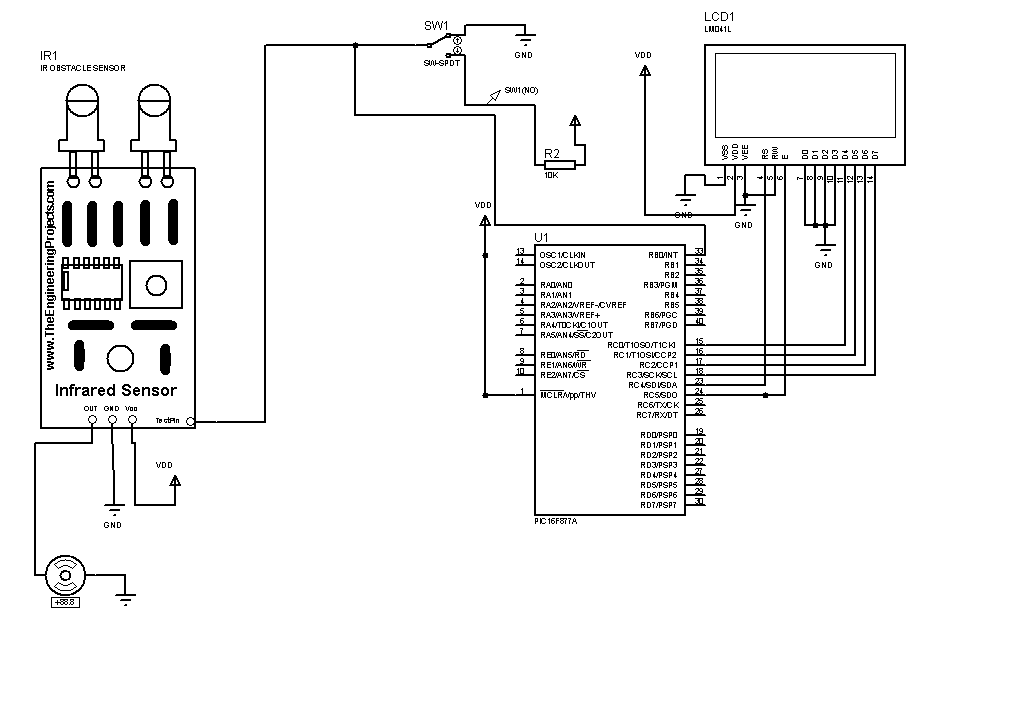 IR1
IR OBSTACLE SENSOR
www.TheEngineeringProjects.com
Infrared Sensor
OUT GND Vcc
TestPin
VDD
GND
+88.8
SW1
SW-SPDT
GND
SW1(NO)
R2
10K
VDD
LCD1
LM041L
VDD
VSS VDD VEE RS RW E D0 D1 D2 D3 D4 D5 D6 D7
1 2 3 4 5 6 7 8 9 10 11 12 13 14
GND
GND
GND
U1
13 OSC1/CLKIN
14 OSC2/CLKOUT
2 RA0/AN0
3 RA1/AN1
4 RA2/AN2/VREF-/CVREF
5 RA3/AN3/VREF+
6 RA4/T0CKI/C1OUT
7 RA5/AN4/SS/C2OUT
8 RE0/AN5/RD
9 RE1/AN6/WR
10 RE2/AN7/CS
1 MCLR/Vpp/THV
RB0/INT 33
RB1 34
RB2 35
RB3/PGM 36
RB4 37
RB5 38
RB6/PGC 39
RB7/PGD 40
RC0/T1OSO/T1CKI 15
RC1/T1OSI/CCP2 16
RC2/CCP1 17
RC3/SCK/SCL 18
RC4/SDI/SDA 23
RC5/SDO 24
RC6/TX/CK 25
RC7/RX/DT 26
RD0/PSP0 19
RD1/PSP1 20
RD2/PSP2 21
RD3/PSP3 22
RD4/PSP4 27
RD5/PSP5 28
RD6/PSP6 29
RD7/PSP7 30
PIC16F877A